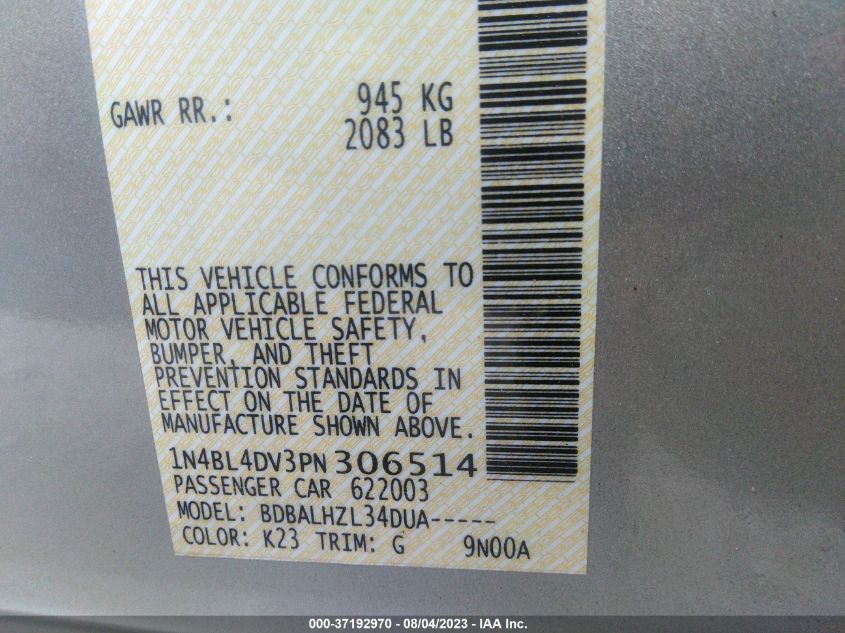 GAWR RR.: 945 KG
2083 LB
THIS VEHICLE CONFORMS TO
ALL APPLICABLE FEDERAL
MOTOR VEHICLE SAFETY,
BUMPER, AND THEFT
PREVENTION STANDARDS IN
EFFECT ON THE DATE OF
MANUFACTURE SHOWN ABOVE.
1N4BL4DV3PN306514
PASSENGER CAR 622003
MODEL: BDBALHZL34DUA-----
COLOR: K23 TRIM: G 9N00A
000-37192970 — 08/04/2023 — IAA Inc.